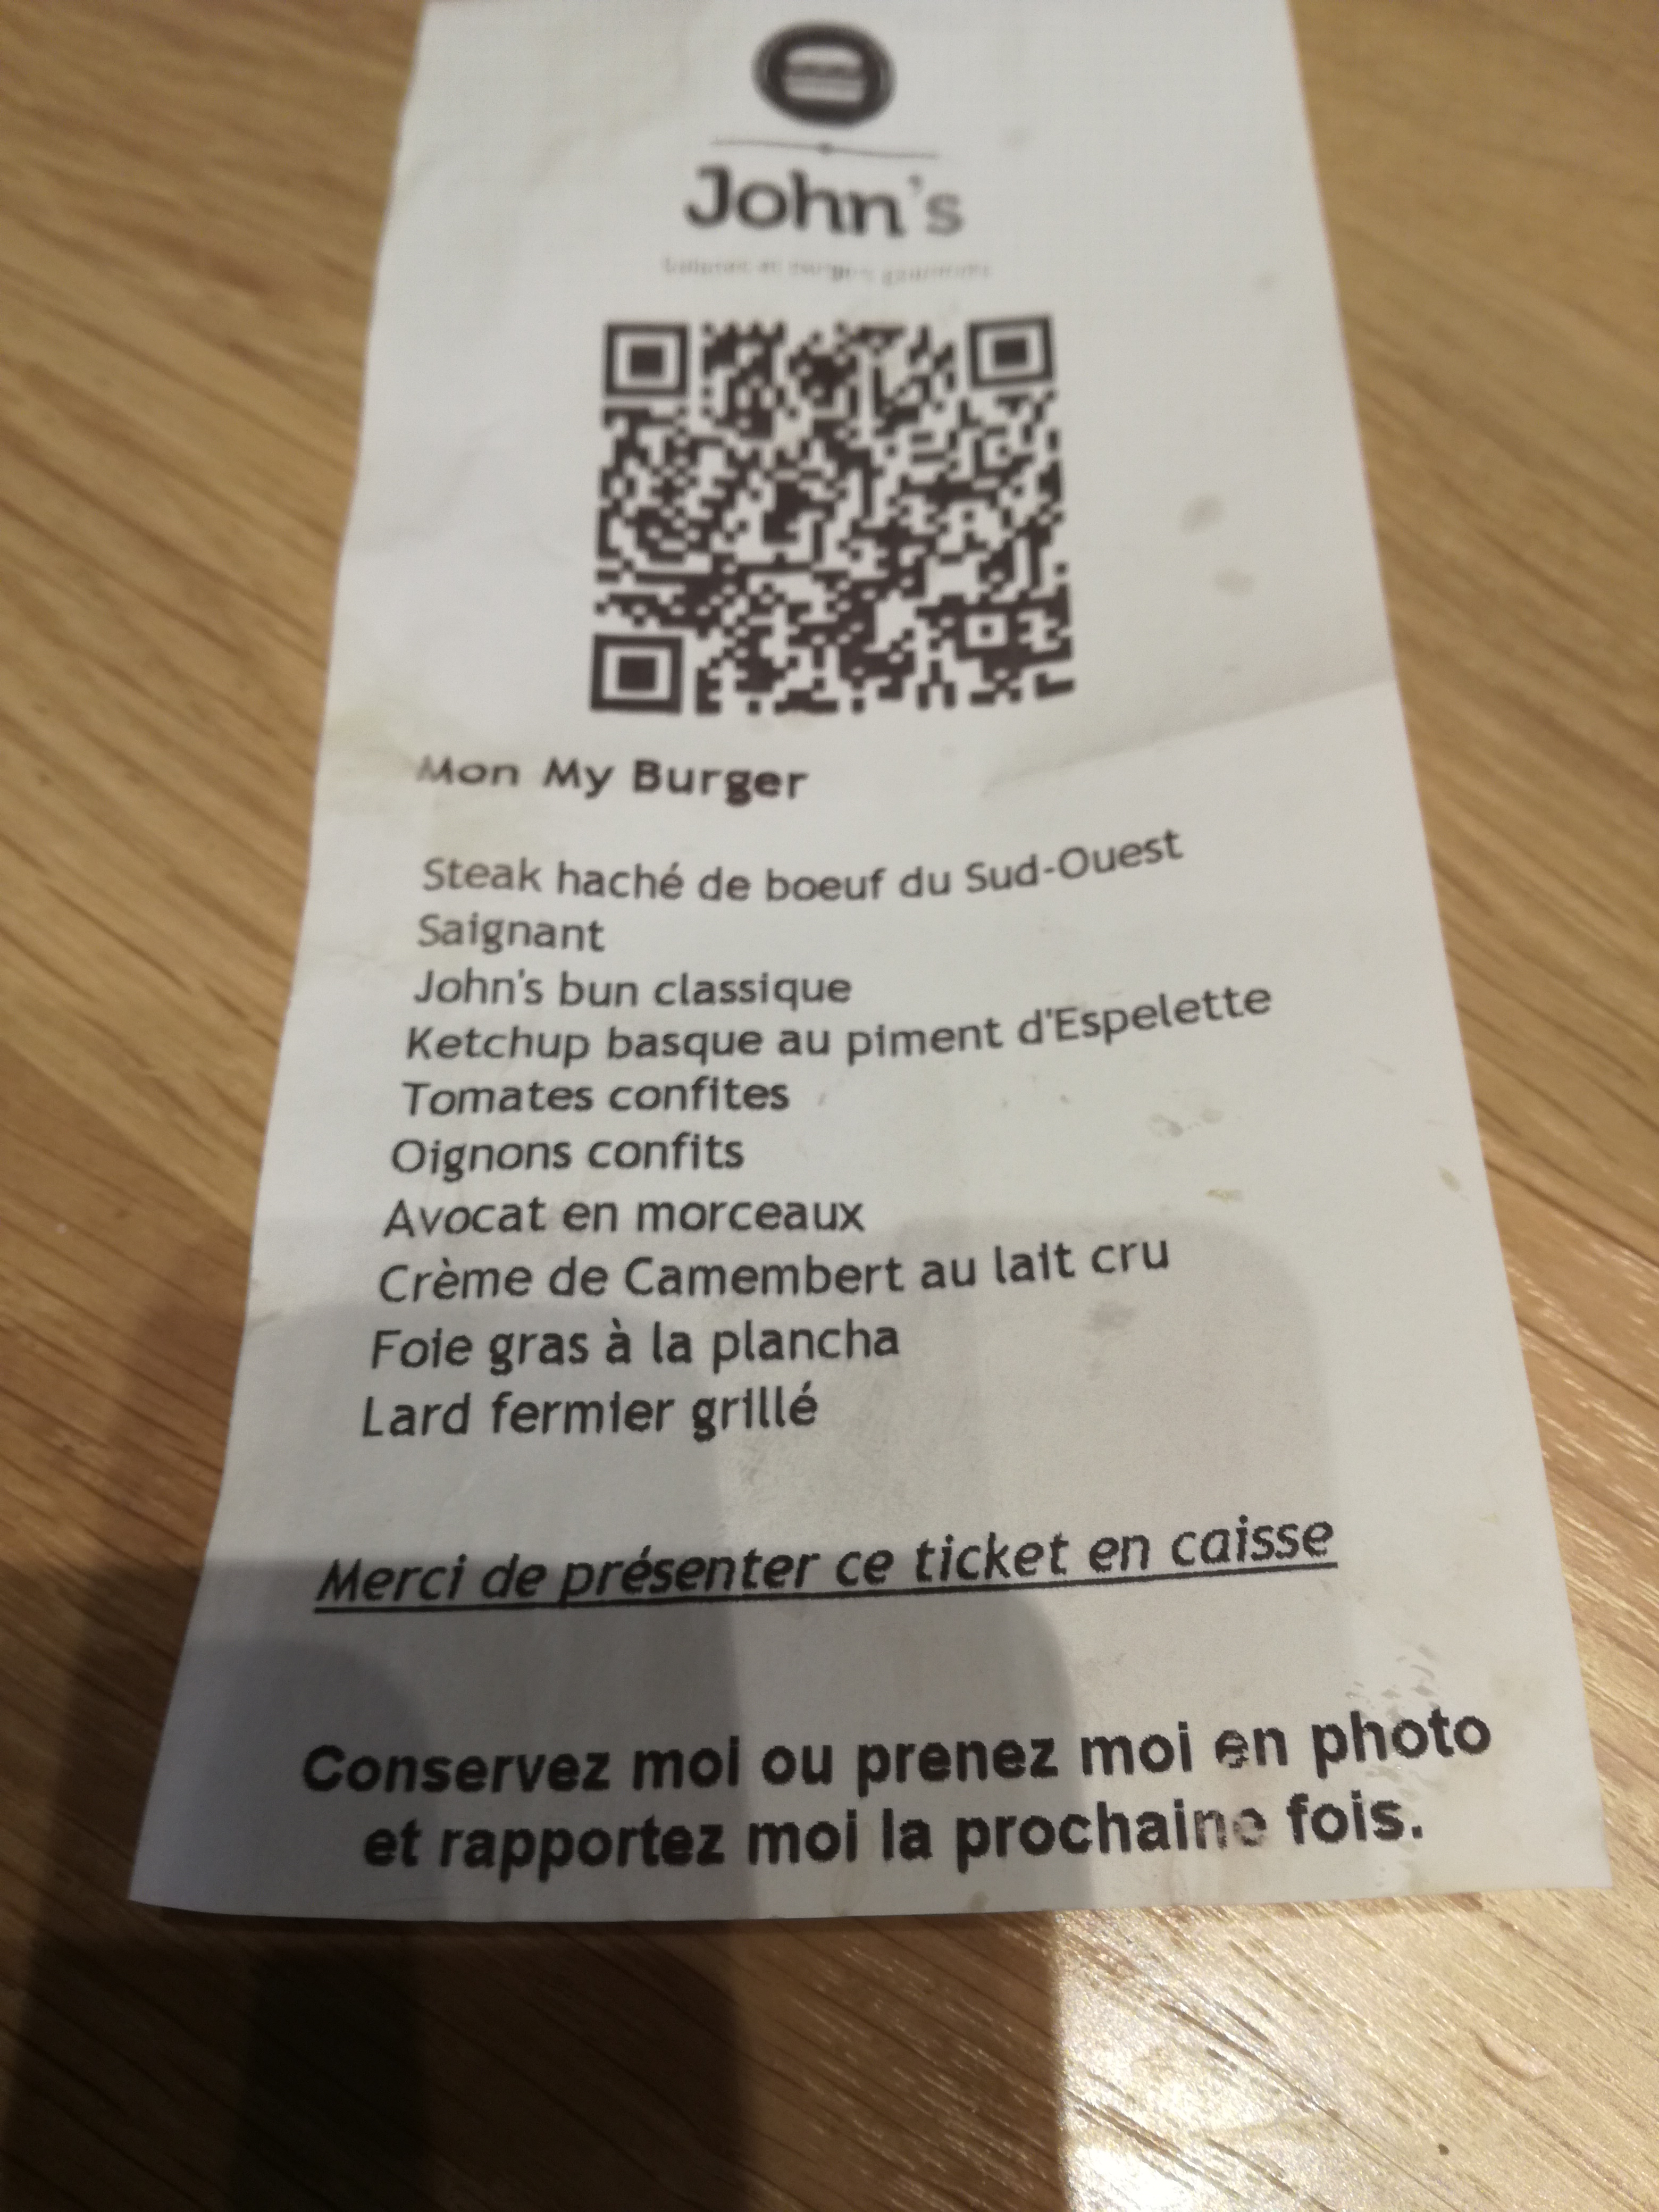 John's
Mon My Burger
Steak haché de boeuf du Sud-Ouest
Saignant
John's bun classique
Ketchup basque au piment d'Espelette
Tomates confites
Oignons confits
Avocat en morceaux
Crème de Camembert au lait cru
Foie gras à la plancha
Lard fermier grillé
Merci de présenter ce ticket en caisse
Conservez moi ou prenez moi en photo
et rapportez moi la prochaine fois.